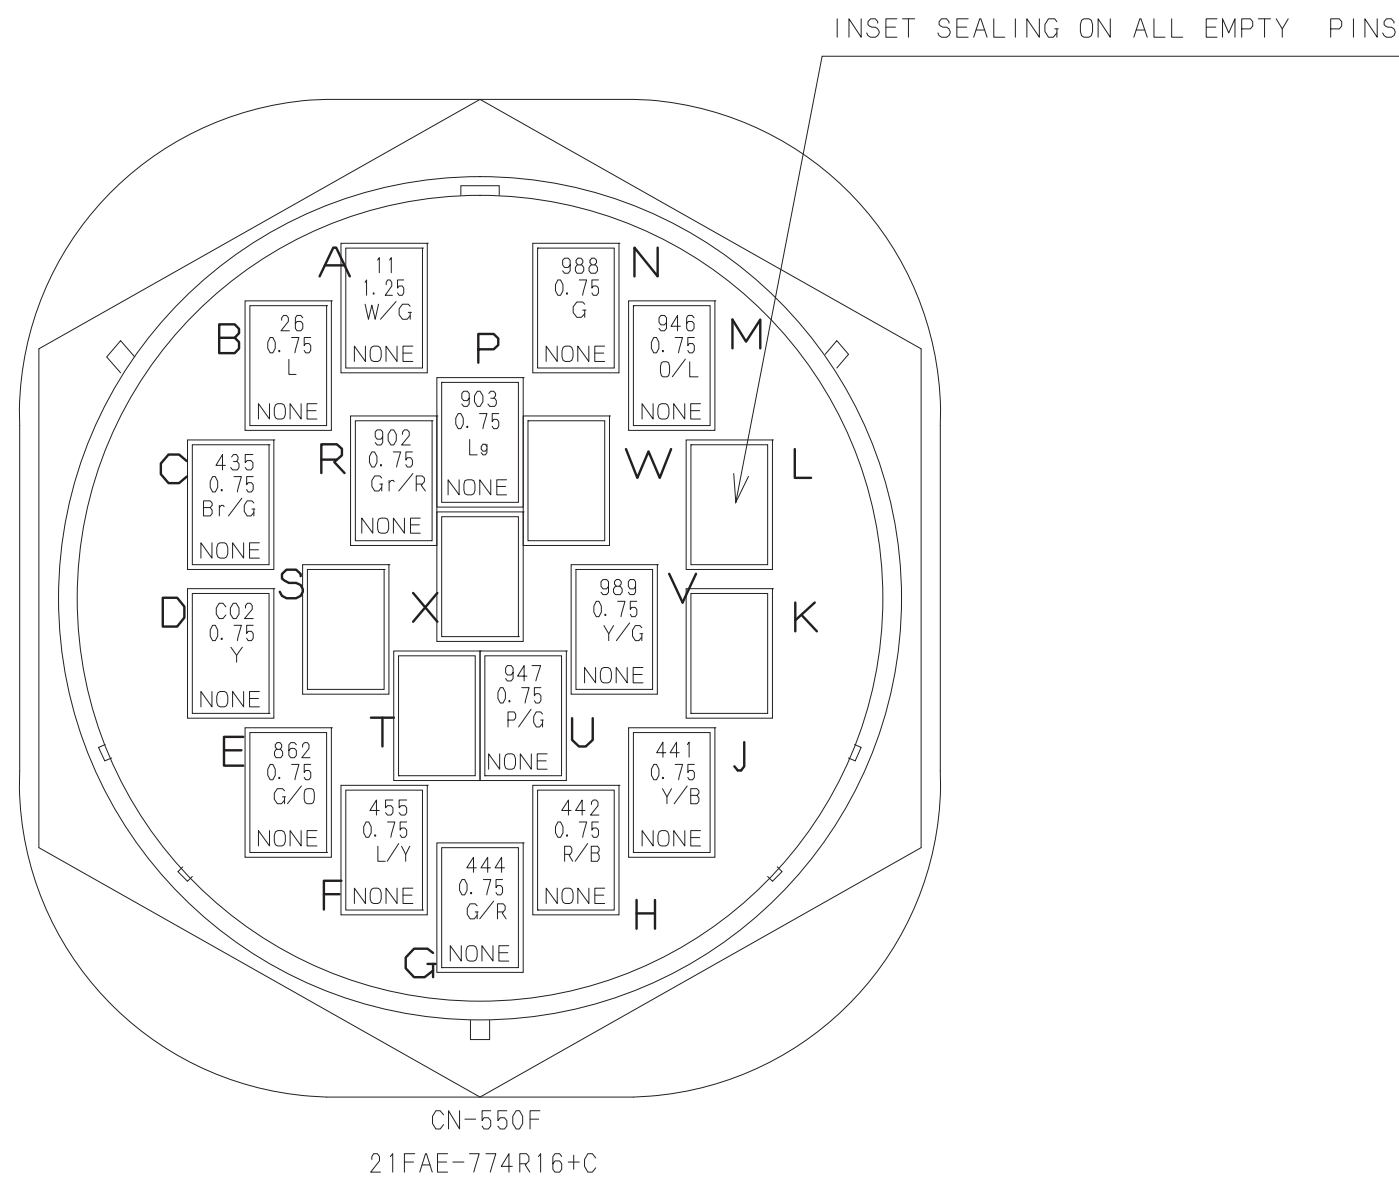 INSET SEALING ON ALL EMPTY PINS
A
11
1.25
W/G
NONE
988
0.75
G
NONE
N
B
26
0.75
L
NONE
946
0.75
O/L
NONE
M
P
903
0.75
Lg
NONE
R
902
0.75
Gr/R
NONE
W
L
C
435
0.75
Br/G
NONE
S
X
989
0.75
Y/G
NONE
V
K
D
C02
0.75
Y
NONE
T
947
0.75
P/G
NONE
U
E
862
0.75
G/O
NONE
441
0.75
Y/B
NONE
J
F
455
0.75
L/Y
NONE
442
0.75
R/B
NONE
H
G
444
0.75
G/R
NONE
CN-550F
21FAE-774R16+C